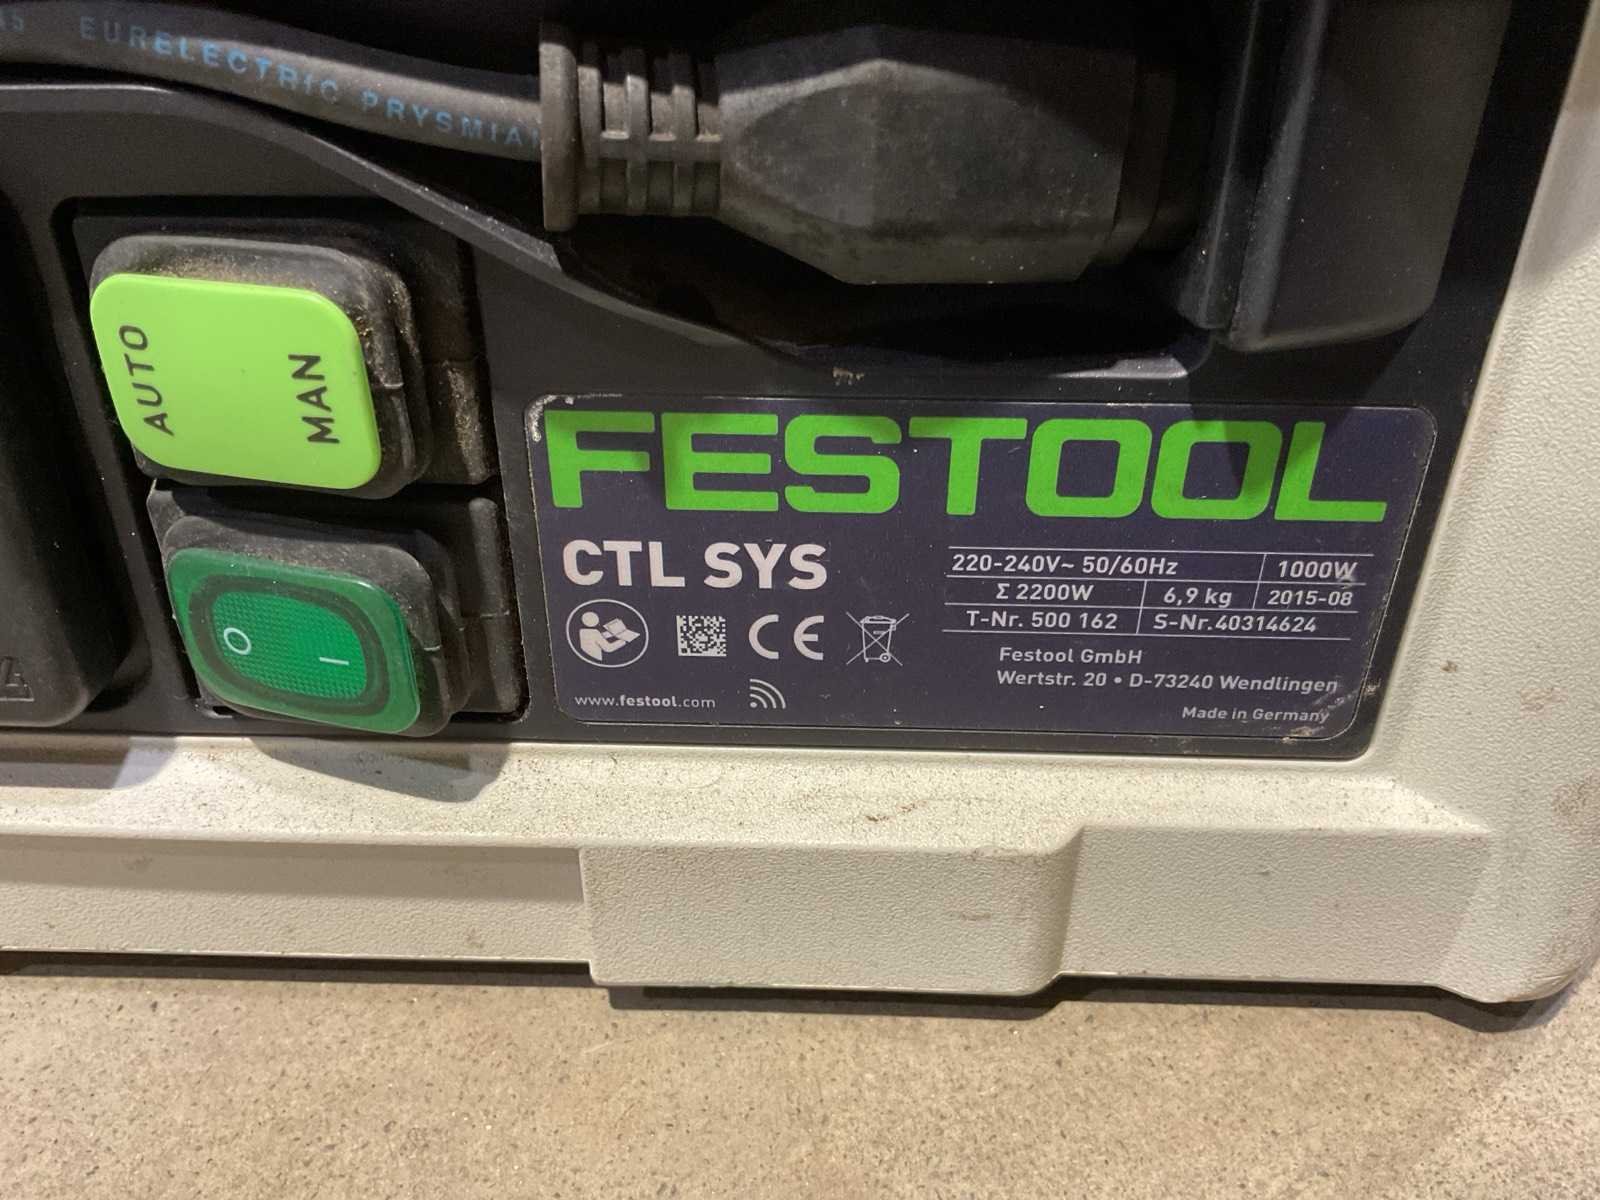 EURELECTRIC PRYSMIAN
AUTO
MAN
FESTOOL
CTL SYS
220-240V~ 50/60Hz 1000W
Σ 2200W 6,9 kg 2015-08
T-Nr. 500 162 S-Nr. 40314624
Festool GmbH
Wertstr. 20 • D-73240 Wendlingen
www.festool.com
Made in Germany
CE
O I